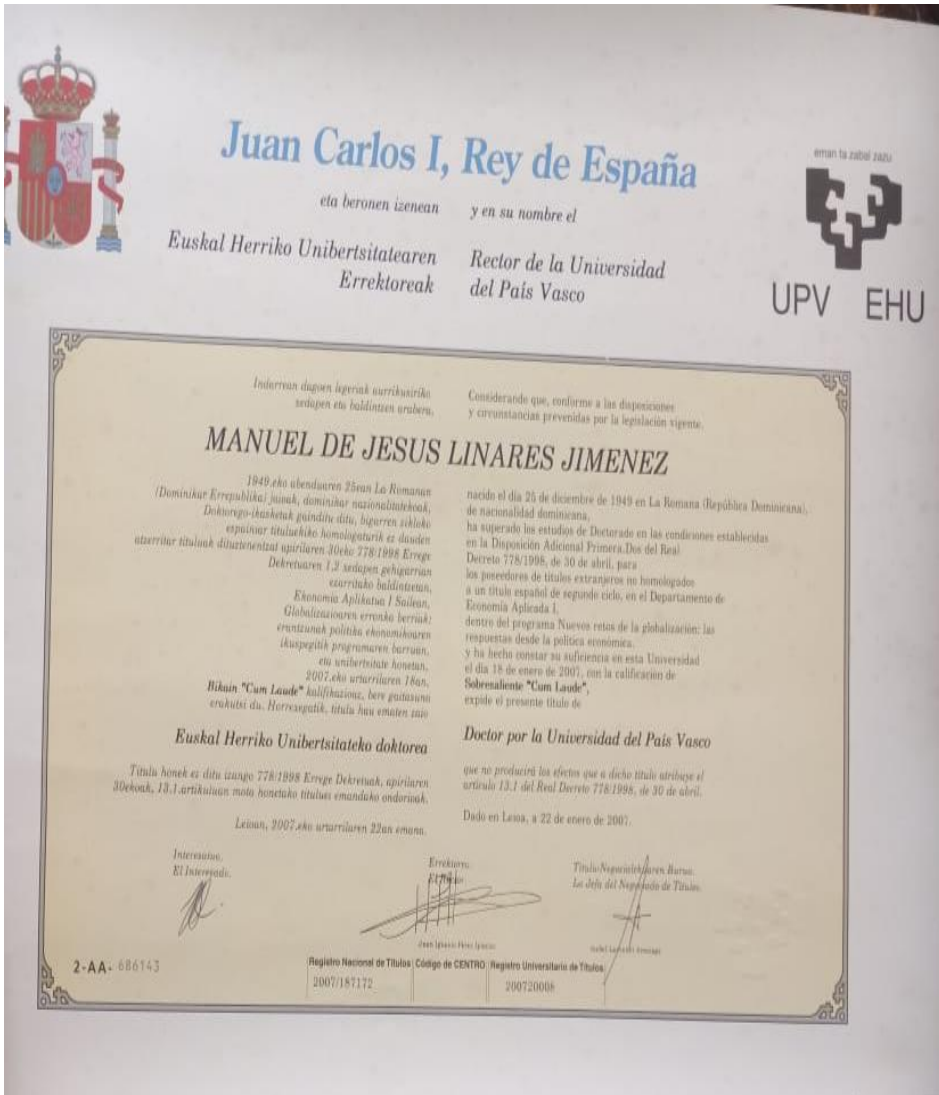 Juan Carlos I, Rey de España
eman ta zabal zazu
UPV EHU
eta beronen izenean
Euskal Herriko Unibertsitatearen
Errektoreak
y en su nombre el
Rector de la Universidad
del País Vasco
Indarrean dagoen legeriak aurrikusiriko
xedapen eta baldintzen arabera,
Considerando que, conforme a las disposiciones
y circunstancias prevenidas por la legislación vigente,
MANUEL DE JESUS LINARES JIMENEZ
1949.eko abenduaren 25ean La Romanan
(Dominikar Errepublika) jaioak, dominikar nazionalitatekoak,
Doktorego-ikasketak gainditu ditu, bigarren zikloko
espainiar tituluekiko homologaturik ez dauden
atzerritar tituluak dituztenentzat apirilaren 30eko 778/1998 Errege
Dekretuaren 1.2 xedapen gehigarrian
ezarritako baldintzetan,
Ekonomia Aplikatua I Sailean,
Globalizazioaren erronka berriak:
erantzunak politika ekonomikoaren
ikuspegitik programaren barruan,
eta unibertsitate honetan,
2007.eko urtarrilaren 18an,
Bikain "Cum Laude" kalifikazioaz, bere gaitasuna
erakutsi du. Horregatik, titulu hau ematen zaio
nacido el día 25 de diciembre de 1949 en La Romana (República Dominicana),
de nacionalidad dominicana,
ha superado los estudios de Doctorado en las condiciones establecidas
en la Disposición Adicional Primera.Dos del Real
Decreto 778/1998, de 30 de abril, para
los poseedores de títulos extranjeros no homologados
a un título español de segundo ciclo, en el Departamento de
Economía Aplicada I,
dentro del programa Nuevos retos de la globalización: las
respuestas desde la política económica,
y ha hecho constar su suficiencia en esta Universidad
el día 18 de enero de 2007, con la calificación de
Sobresaliente "Cum Laude",
expide el presente título de
Euskal Herriko Unibertsitateko doktorea
Doctor por la Universidad del País Vasco
Titulu honek ez ditu izango 778/1998 Errege Dekretuak, apirilaren
30ekoak, 13.1.artikuluan mota honetako tituluei emandako ondorioak.
que no producirá los efectos que a dicho título atribuye el
artículo 13.1 del Real Decreto 778/1998, de 30 de abril.
Leioan, 2007.eko urtarrilaren 22an emana.
Dado en Leioa, a 22 de enero de 2007.
Interesatua,
El Interesado,
Errektorea,
El
Titulu-Negoziatuaren Burua,
La Jefa del Negociado de Títulos,
Juan Ignacio Pérez Iglesias
2-AA- 686143
Registro Nacional de Títulos Código de CENTRO Registro Universitario de Títulos
2007/187172 200720008